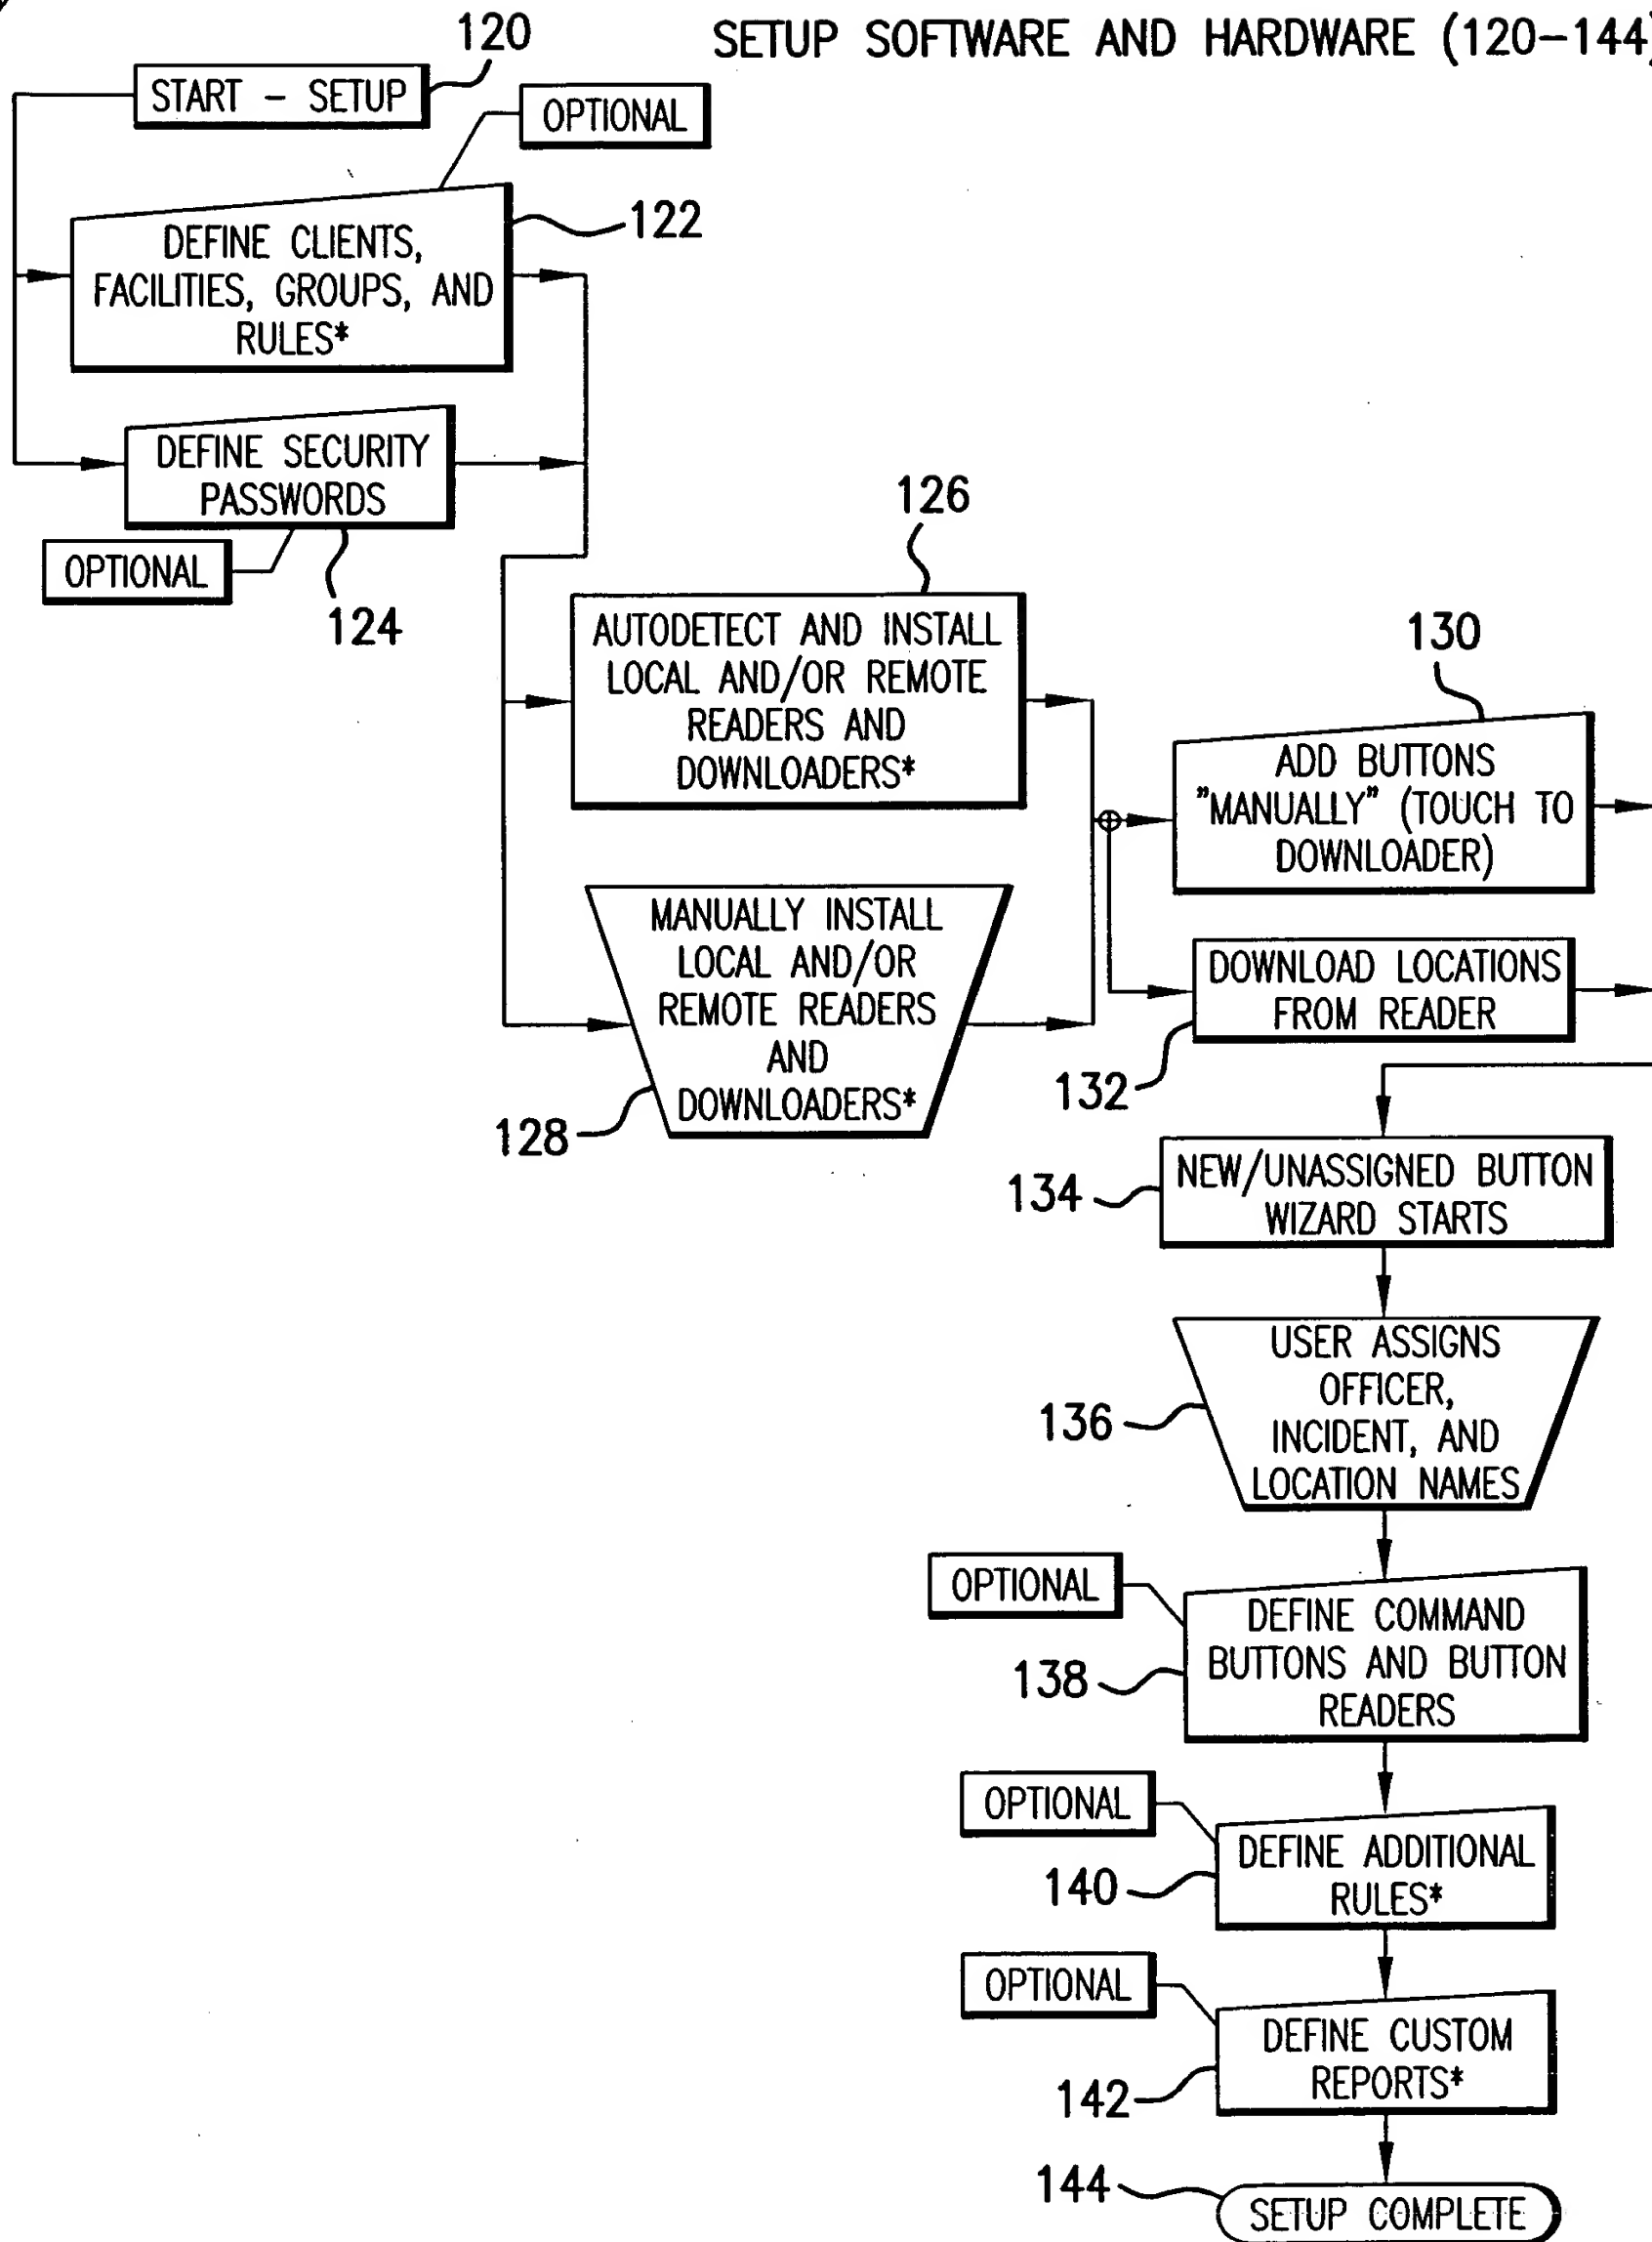 SETUP SOFTWARE AND HARDWARE (120-144)
120
START - SETUP
OPTIONAL
122
DEFINE CLIENTS,
FACILITIES, GROUPS, AND
RULES*
DEFINE SECURITY
PASSWORDS
OPTIONAL
124
126
AUTODETECT AND INSTALL
LOCAL AND/OR REMOTE
READERS AND
DOWNLOADERS*
MANUALLY INSTALL
LOCAL AND/OR
REMOTE READERS
AND
DOWNLOADERS*
128
130
ADD BUTTONS
"MANUALLY" (TOUCH TO
DOWNLOADER)
DOWNLOAD LOCATIONS
FROM READER
132
134
NEW/UNASSIGNED BUTTON
WIZARD STARTS
136
USER ASSIGNS
OFFICER,
INCIDENT, AND
LOCATION NAMES
OPTIONAL
138
DEFINE COMMAND
BUTTONS AND BUTTON
READERS
OPTIONAL
140
DEFINE ADDITIONAL
RULES*
OPTIONAL
142
DEFINE CUSTOM
REPORTS*
144
SETUP COMPLETE